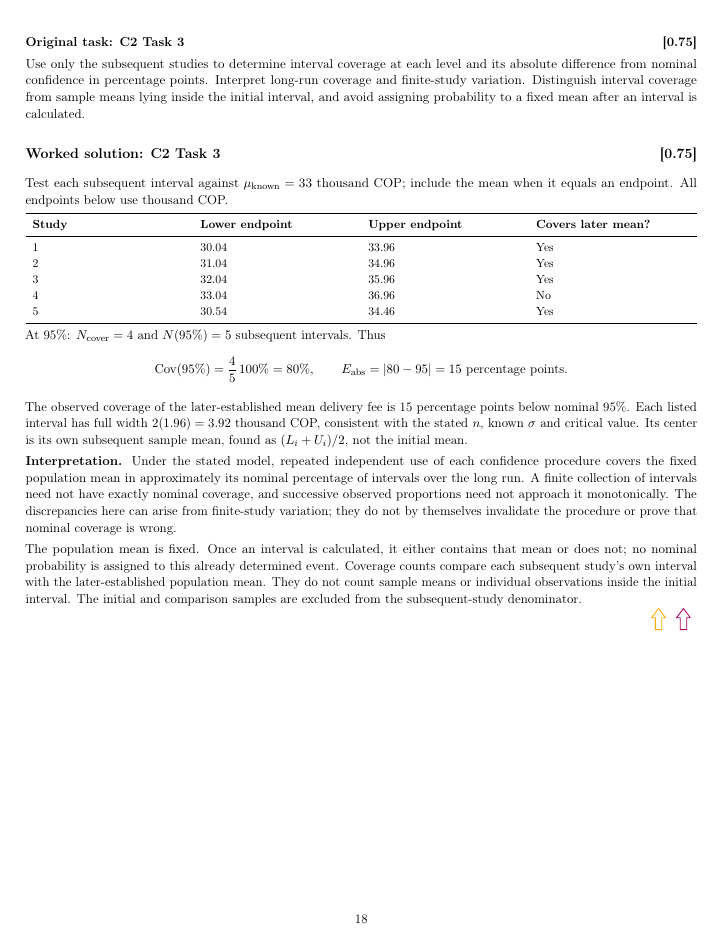 Original task: C2 Task 3 [0.75]
Use only the subsequent studies to determine interval coverage at each level and its absolute difference from nominal
confidence in percentage points. Interpret long-run coverage and finite-study variation. Distinguish interval coverage
from sample means lying inside the initial interval, and avoid assigning probability to a fixed mean after an interval is
calculated.
Worked solution: C2 Task 3 [0.75]
Test each subsequent interval against μ_known = 33 thousand COP; include the mean when it equals an endpoint. All
endpoints below use thousand COP.
Study Lower endpoint Upper endpoint Covers later mean?
1 30.04 33.96 Yes
2 31.04 34.96 Yes
3 32.04 35.96 Yes
4 33.04 36.96 No
5 30.54 34.46 Yes
At 95%: N_cover = 4 and N(95%) = 5 subsequent intervals. Thus
Cov(95%) = 4/5 100% = 80%, E_abs = |80 − 95| = 15 percentage points.
The observed coverage of the later-established mean delivery fee is 15 percentage points below nominal 95%. Each listed
interval has full width 2(1.96) = 3.92 thousand COP, consistent with the stated n, known σ and critical value. Its center
is its own subsequent sample mean, found as (L_i + U_i)/2, not the initial mean.
Interpretation. Under the stated model, repeated independent use of each confidence procedure covers the fixed
population mean in approximately its nominal percentage of intervals over the long run. A finite collection of intervals
need not have exactly nominal coverage, and successive observed proportions need not approach it monotonically. The
discrepancies here can arise from finite-study variation; they do not by themselves invalidate the procedure or prove that
nominal coverage is wrong.
The population mean is fixed. Once an interval is calculated, it either contains that mean or does not; no nominal
probability is assigned to this already determined event. Coverage counts compare each subsequent study's own interval
with the later-established population mean. They do not count sample means or individual observations inside the initial
interval. The initial and comparison samples are excluded from the subsequent-study denominator.
18